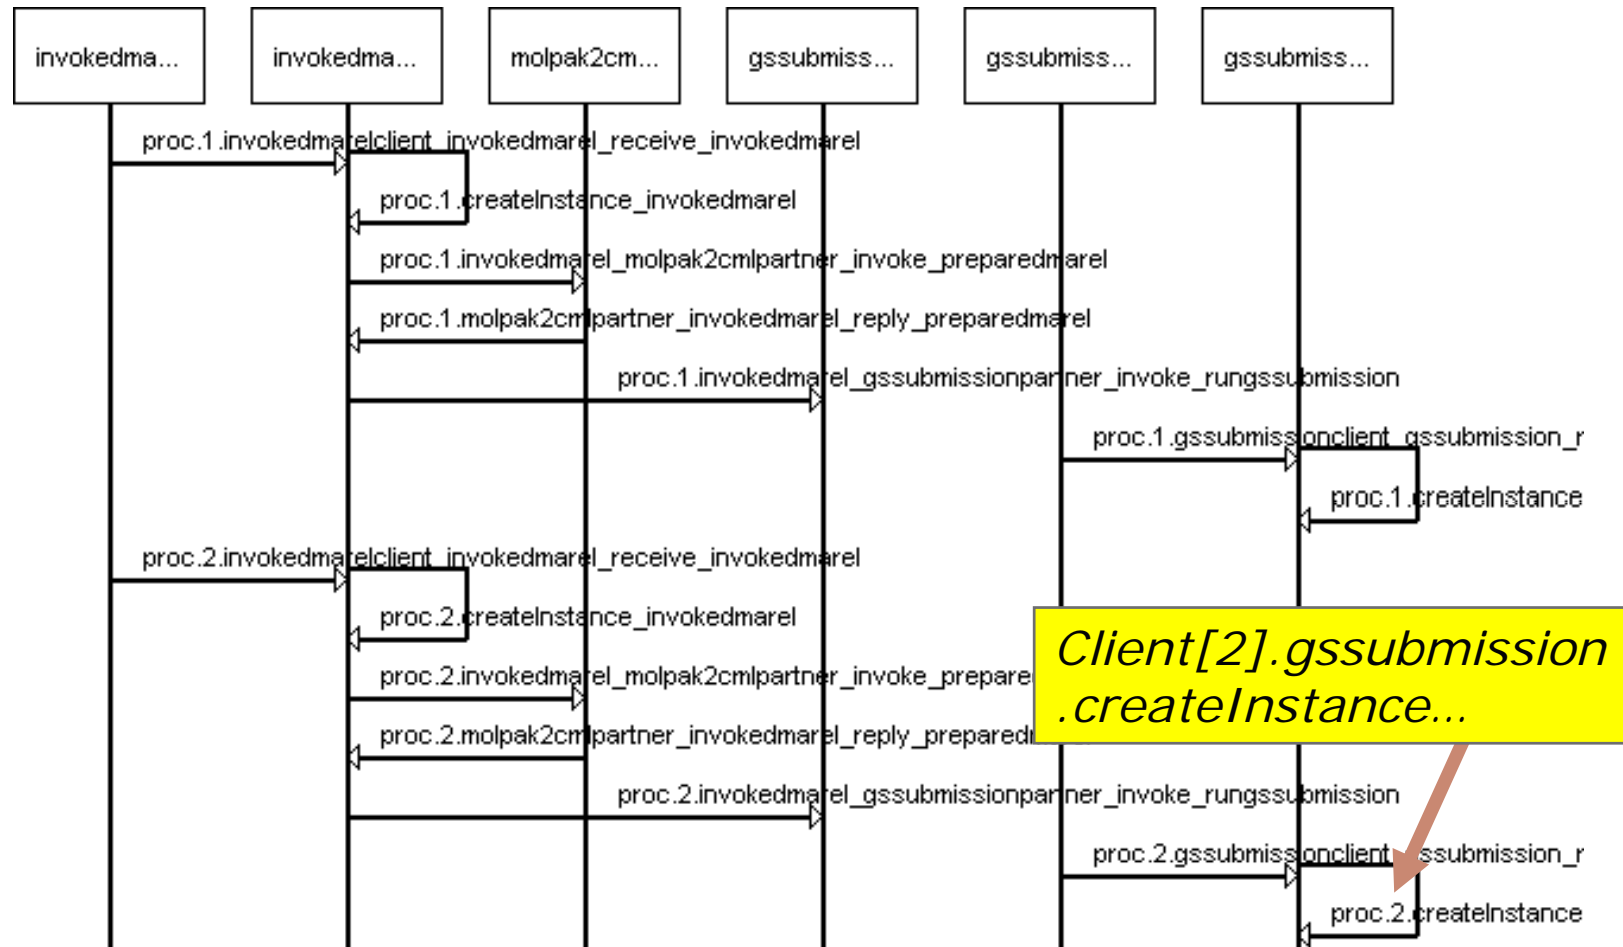 invokedma...
invokedma...
molpak2cm...
gssubmiss...
gssubmiss...
gssubmiss...
proc.1.invokedmarelclient_invokedmarel_receive_invokedmarel
proc.1.createInstance_invokedmarel
proc.1.invokedmarel_molpak2cmlpartner_invoke_preparedmarel
proc.1.molpak2cmlpartner_invokedmarel_reply_preparedmarel
proc.1.invokedmarel_gssubmissionpartner_invoke_rungssubmission
proc.1.gssubmissionclient_gssubmission_r
proc.1.createInstance
proc.2.invokedmarelclient_invokedmarel_receive_invokedmarel
proc.2.createInstance_invokedmarel
Client[2].gssubmission
.createInstance...
proc.2.invokedmarel_molpak2cmlpartner_invoke_prepare
proc.2.molpak2cmlpartner_invokedmarel_reply_prepared
proc.2.invokedmarel_gssubmissionpartner_invoke_rungssubmission
proc.2.gssubmissionclient_ ssubmission_r
proc.2.createInstance